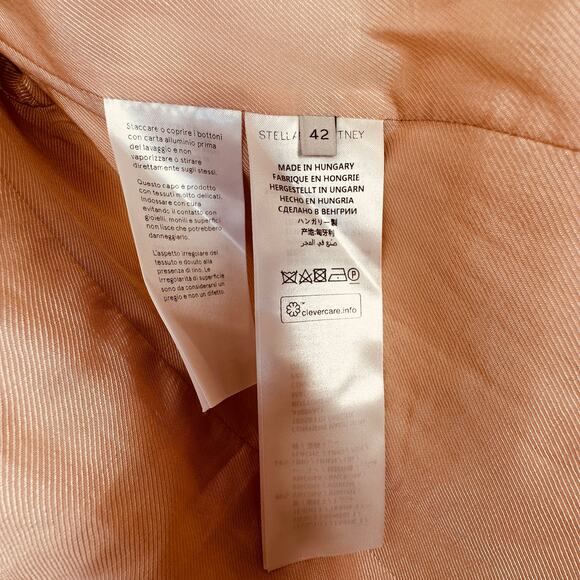 Staccare o coprire i bottoni
con carta alluminio prima
del lavaggio e non
vaporizzare o stirare
direttamente sugli stessi.
Questo capo è prodotto
con tessuti molto delicati.
Indossare con cura
evitando il contatto con
gioielli, monili e superfici
non lisce che potrebbero
danneggiarlo.
L'aspetto irregolare del
tessuto e dovuto alla
presenza di lino. Le
irregolarità di superficie
sono da considerarsi un
pregio e non un difetto.
STELLA 42 TNEY
MADE IN HUNGARY
FABRIQUE EN HONGRIE
HERGESTELLT IN UNGARN
HECHO EN HUNGRIA
СДЕЛАНО В ВЕНГРИИ
ハンガリー製
产地:匈牙利
صنع في المجر
P
clevercare.info